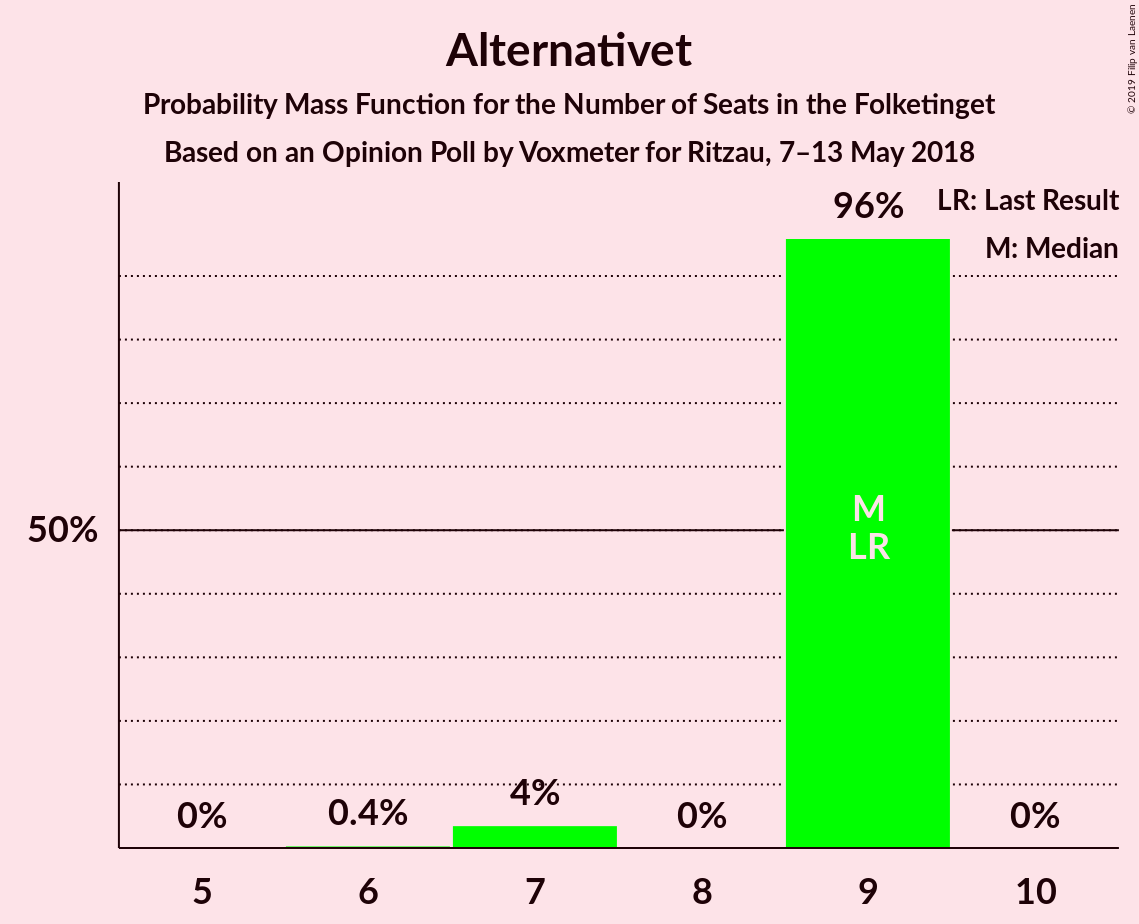 Alternativet
Probability Mass Function for the Number of Seats in the Folketinget
Based on an Opinion Poll by Voxmeter for Ritzau, 7–13 May 2018
© 2019 Filip van Laenen
LR: Last Result
M: Median
96%
50%
M
LR
0%
0.4%
4%
0%
0%
5
6
7
8
9
10